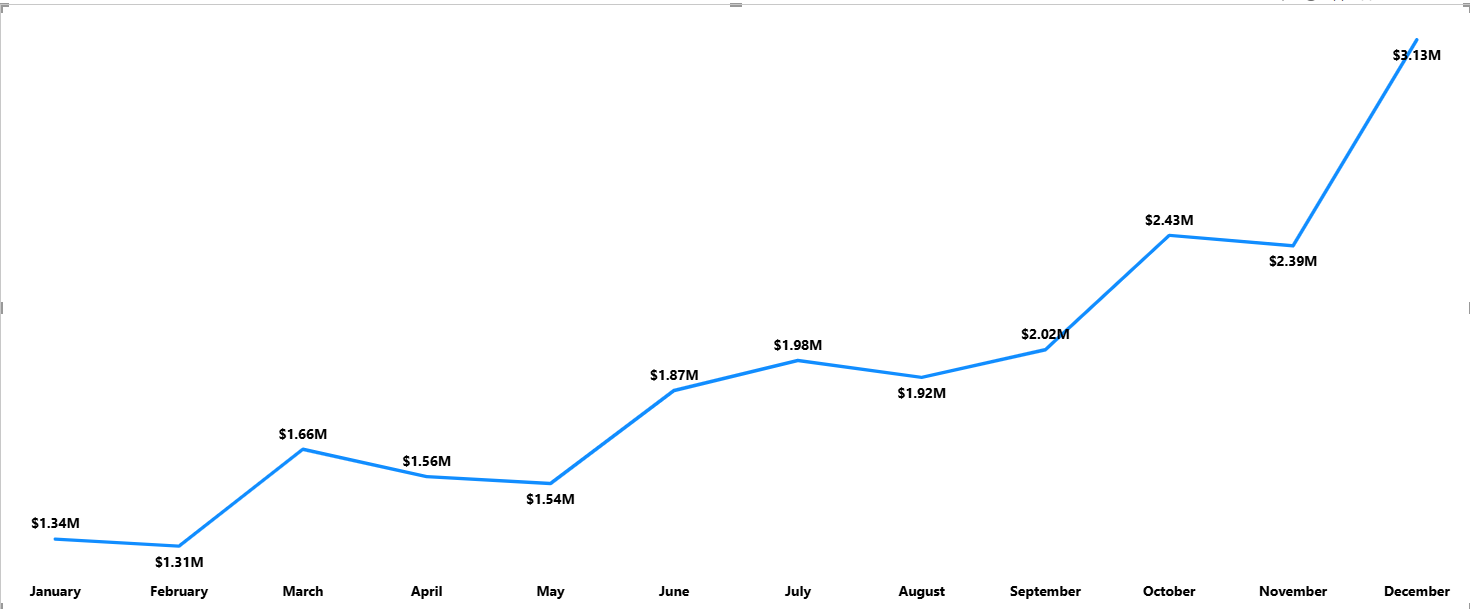 $3.13M
$2.43M
$2.39M
$2.02M
$1.98M
$1.87M
$1.92M
$1.66M
$1.56M
$1.54M
$1.34M
$1.31M
January February March April May June July August September October November December